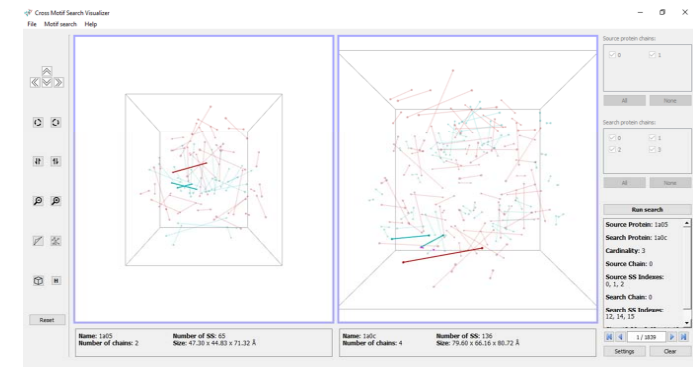 Cross Motif Search Visualizer
File Motif search Help
Source protein chains:
0 1
All None
Search protein chains:
0 1
2 3
All None
Run search
Source Protein: 1a05
Search Protein: 1a0c
Cardinality: 3
Source Chain: 0
Source SS Indexes:
0, 1, 2
Search Chain: 0
Search SS Indexes:
12, 14, 15
1 / 1839
Settings Clear
Reset
Name: 1a05 Number of SS: 65
Number of chains: 2 Size: 47.30 x 44.83 x 71.32 Å
Name: 1a0c Number of SS: 136
Number of chains: 4 Size: 79.60 x 66.16 x 80.72 Å